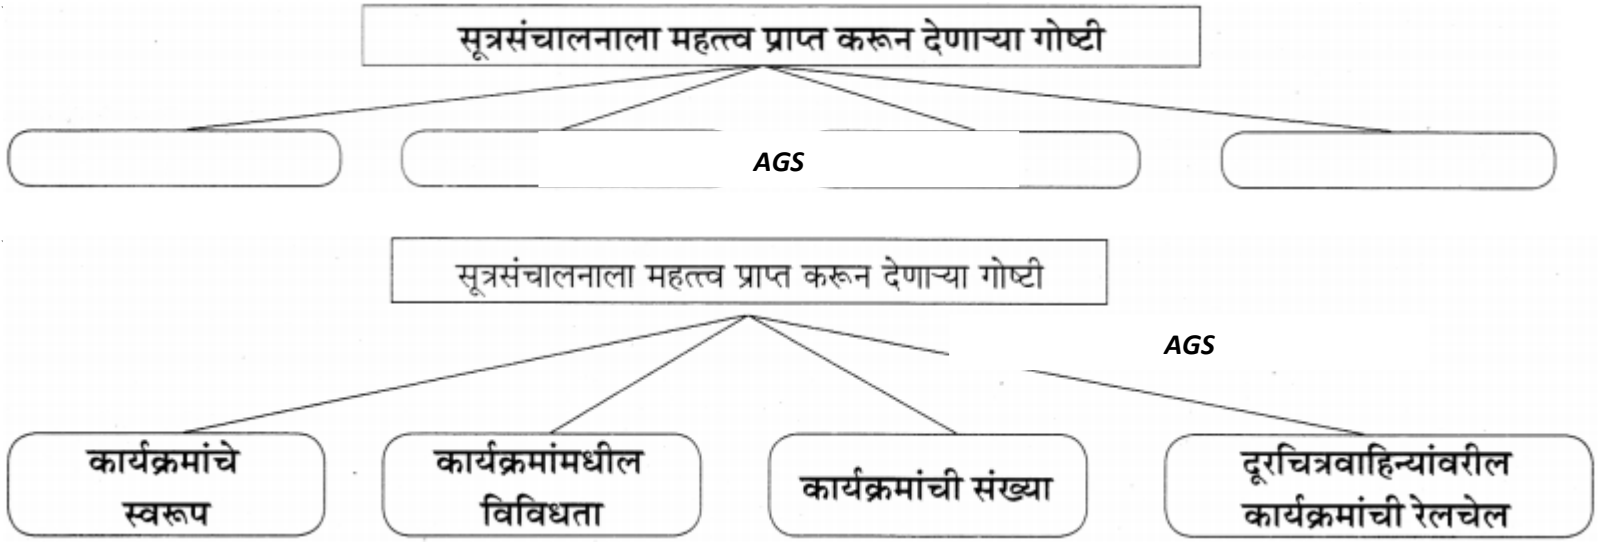 सूत्रसंचालनाला महत्त्व प्राप्त करून देणाऱ्या गोष्टी
AGS
सूत्रसंचालनाला महत्त्व प्राप्त करून देणाऱ्या गोष्टी
AGS
कार्यक्रमांचे
स्वरूप
कार्यक्रमांमधील
विविधता
कार्यक्रमांची संख्या
दूरचित्रवाहिन्यांवरील
कार्यक्रमांची रेलचेल